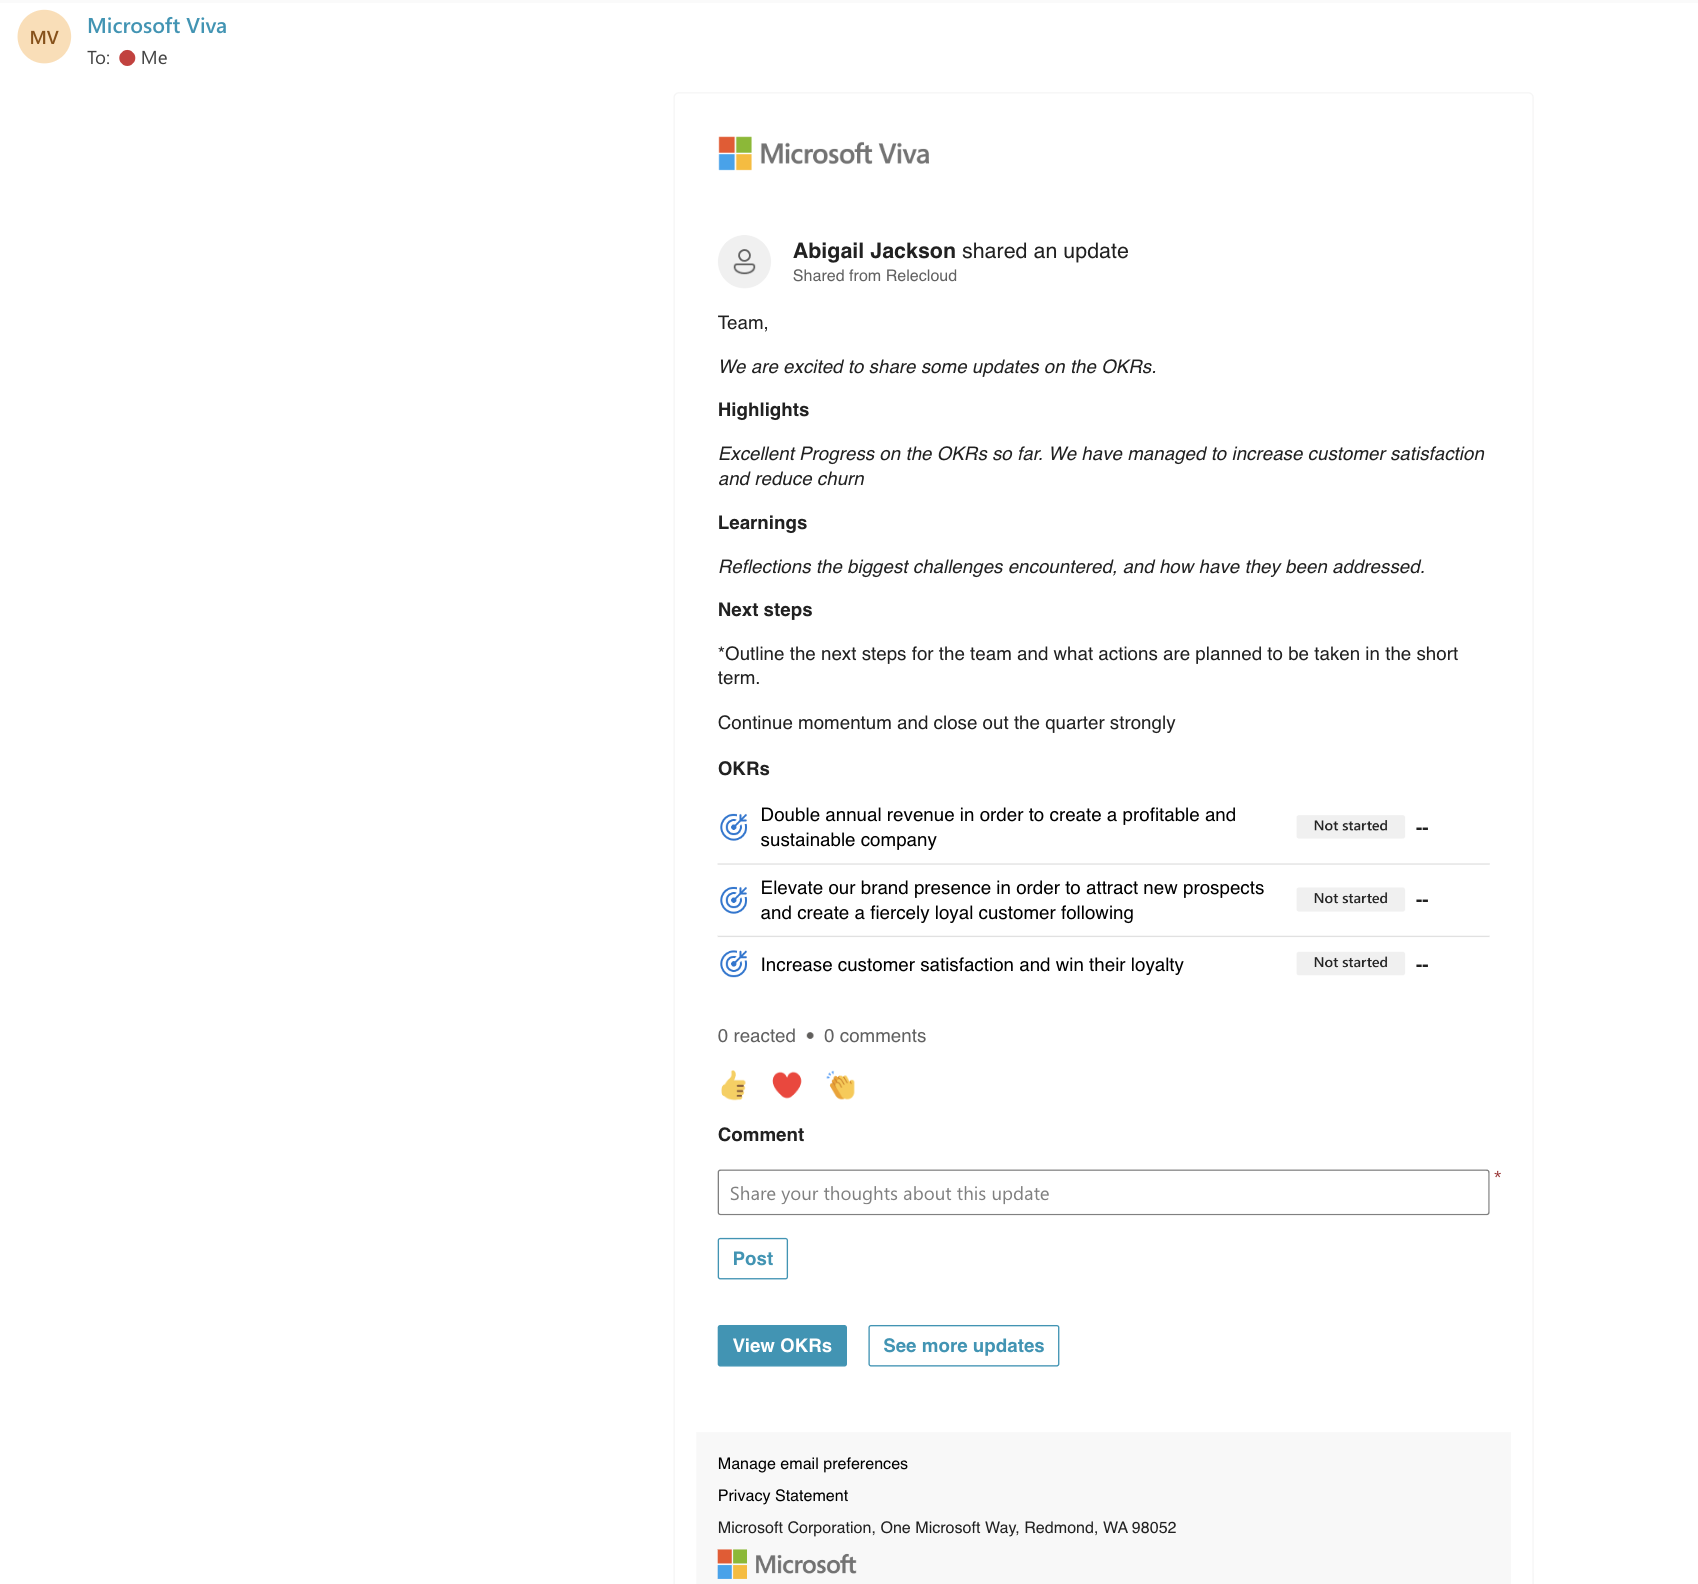 MV
Microsoft Viva
To: Me
Microsoft Viva
Abigail Jackson shared an update
Shared from Relecloud
Team,
We are excited to share some updates on the OKRs.
Highlights
Excellent Progress on the OKRs so far. We have managed to increase customer satisfaction
and reduce churn
Learnings
Reflections the biggest challenges encountered, and how have they been addressed.
Next steps
*Outline the next steps for the team and what actions are planned to be taken in the short
term.
Continue momentum and close out the quarter strongly
OKRs
Double annual revenue in order to create a profitable and
sustainable company
Not started --
Elevate our brand presence in order to attract new prospects
and create a fiercely loyal customer following
Not started --
Increase customer satisfaction and win their loyalty
Not started --
0 reacted • 0 comments
Comment
Share your thoughts about this update
*
Post
View OKRs
See more updates
Manage email preferences
Privacy Statement
Microsoft Corporation, One Microsoft Way, Redmond, WA 98052
Microsoft